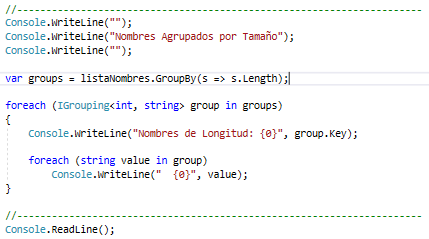 //----------------------------------------------------------------------
Console.WriteLine("");
Console.WriteLine("Nombres Agrupados por Tamaño");
Console.WriteLine("");

var groups = listaNombres.GroupBy(s => s.Length);

foreach (IGrouping<int, string> group in groups)
{
    Console.WriteLine("Nombres de Longitud: {0}", group.Key);

    foreach (string value in group)
        Console.WriteLine("  {0}", value);
}

//----------------------------------------------------------------------
Console.ReadLine();